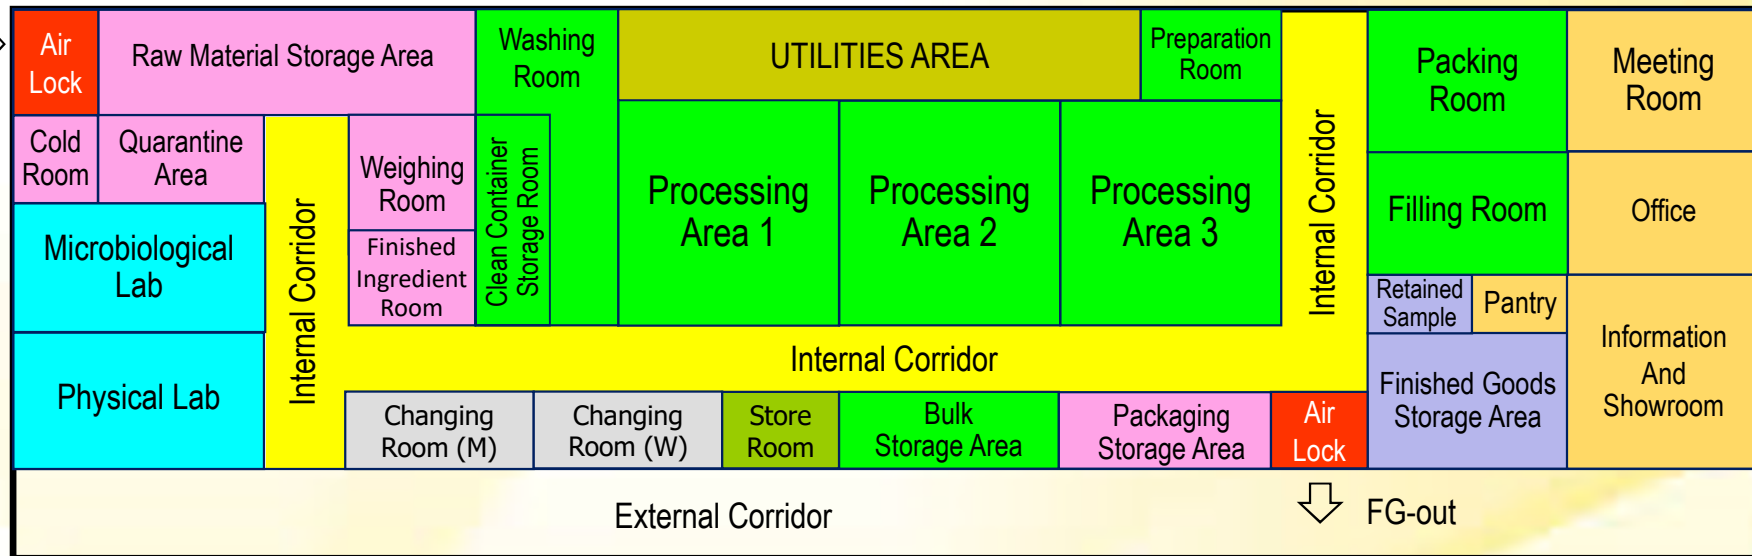 Air
Lock
Raw Material Storage Area
Washing
Room
UTILITIES AREA
Preparation
Room
Packing
Room
Meeting
Room
Cold
Room
Quarantine
Area
Internal Corridor
Weighing
Room
Clean Container
Storage Room
Processing
Area 1
Processing
Area 2
Processing
Area 3
Internal Corridor
Filling Room
Office
Microbiological
Lab
Finished
Ingredient
Room
Retained
Sample
Pantry
Information
And
Showroom
Internal Corridor
Physical Lab
Changing
Room (M)
Changing
Room (W)
Store
Room
Bulk
Storage Area
Packaging
Storage Area
Air
Lock
Finished Goods
Storage Area
External Corridor
FG-out